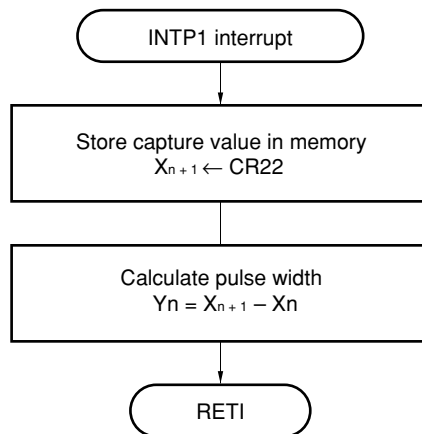 INTP1 interrupt
Store capture value in memory
Xn + 1 ← CR22
Calculate pulse width
Yn = Xn + 1 – Xn
RETI